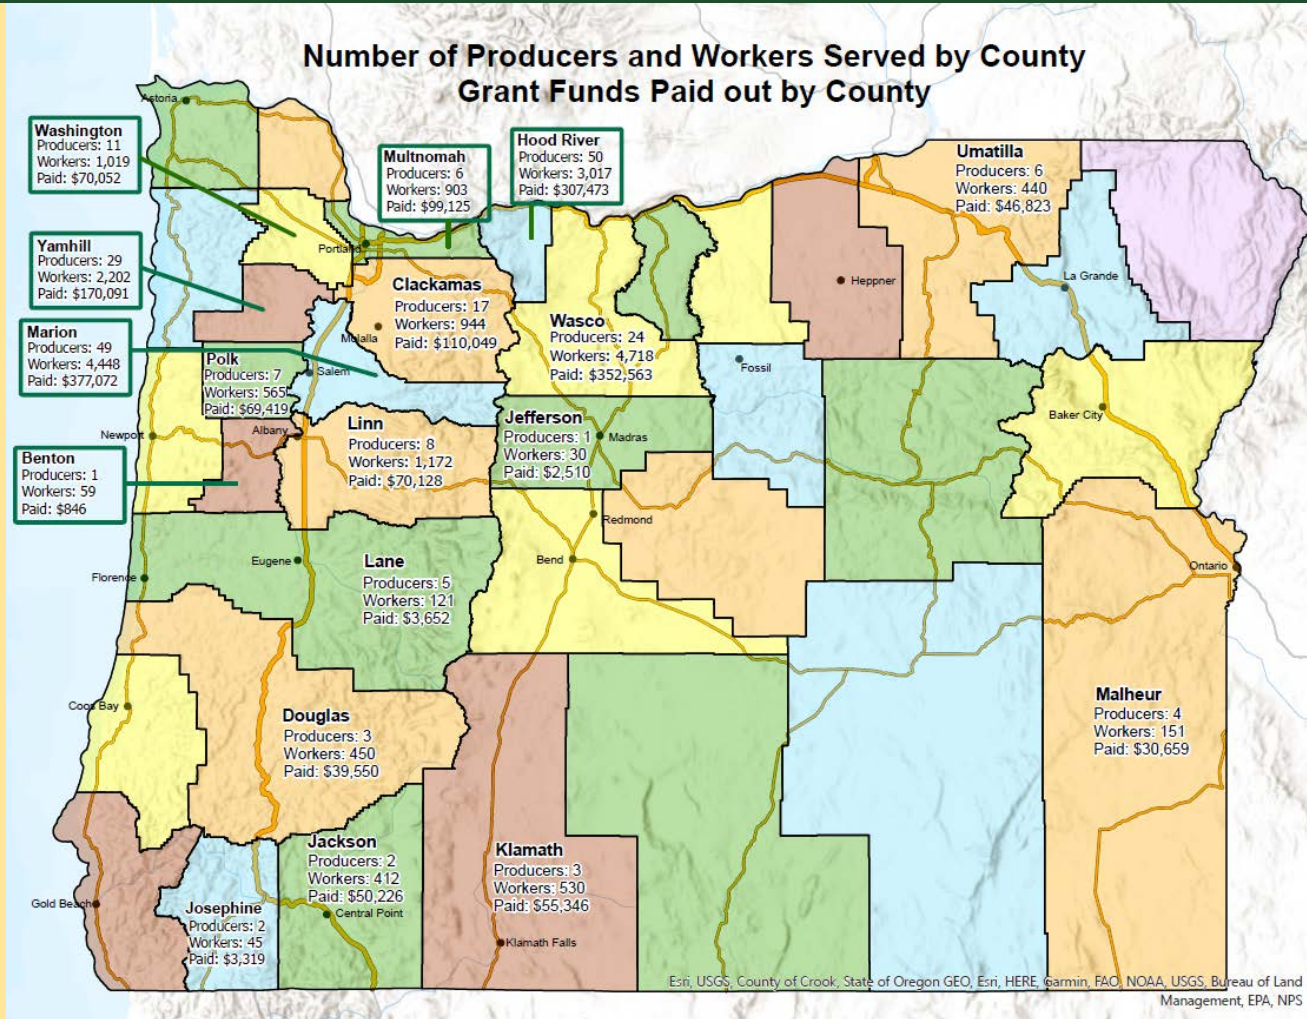 Number of Producers and Workers Served by County
Grant Funds Paid out by County
Astoria
Washington
Producers: 11
Workers: 1,019
Paid: $70,052
Multnomah
Producers: 6
Workers: 903
Paid: $99,125
Hood River
Producers: 50
Workers: 3,017
Paid: $307,473
Umatilla
Producers: 6
Workers: 440
Paid: $46,823
Portland
Yamhill
Producers: 29
Workers: 2,202
Paid: $170,091
Clackamas
Producers: 17
Workers: 944
Paid: $110,049
Molalla
Heppner
La Grande
Marion
Producers: 49
Workers: 4,448
Paid: $377,072
Wasco
Producers: 24
Workers: 4,718
Paid: $352,563
Polk
Producers: 7
Workers: 565
Paid: $69,419
Salem
Fossil
Baker City
Newport
Albany
Linn
Producers: 8
Workers: 1,172
Paid: $70,128
Jefferson
Producers: 1
Workers: 30
Paid: $2,510
Madras
Benton
Producers: 1
Workers: 59
Paid: $846
Redmond
Bend
Eugene
Florence
Lane
Producers: 5
Workers: 121
Paid: $3,652
Ontario
Coos Bay
Douglas
Producers: 3
Workers: 450
Paid: $39,550
Malheur
Producers: 4
Workers: 151
Paid: $30,659
Jackson
Producers: 2
Workers: 412
Paid: $50,226
Central Point
Klamath
Producers: 3
Workers: 530
Paid: $55,346
Klamath Falls
Gold Beach
Josephine
Producers: 2
Workers: 45
Paid: $3,319
Esri, USGS, County of Crook, State of Oregon GEO, Esri, HERE, Garmin, FAO, NOAA, USGS, Bureau of Land
Management, EPA, NPS